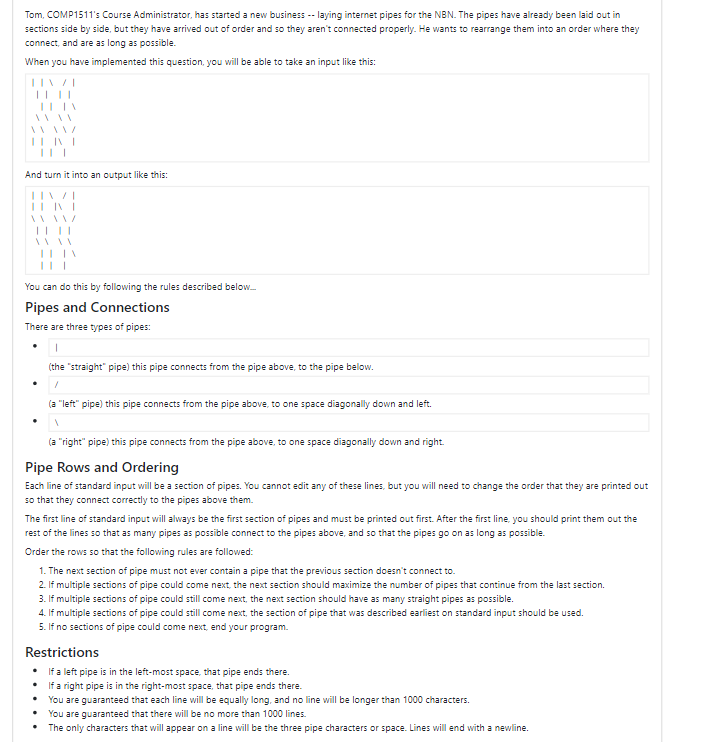 Tom, COMP1511's Course Administrator, has started a new business -- laying internet pipes for the NBN. The pipes have already been laid out in
sections side by side, but they have arrived out of order and so they aren't connected properly. He wants to rearrange them into an order where they
connect, and are as long as possible.
When you have implemented this question, you will be able to take an input like this:
| | \ / |
 | | | |
  | | | \
 \ \ \ \
\ \ \ \ /
| | |\ |
  | | |
And turn it into an output like this:
| | \ / |
| | |\ |
\ \ \ \ /
 | | | |
 \ \ \ \
  | | | \
  | | |
You can do this by following the rules described below...
Pipes and Connections
There are three types of pipes:
• |
(the "straight" pipe) this pipe connects from the pipe above, to the pipe below.
• /
(a "left" pipe) this pipe connects from the pipe above, to one space diagonally down and left.
• \
(a "right" pipe) this pipe connects from the pipe above, to one space diagonally down and right.
Pipe Rows and Ordering
Each line of standard input will be a section of pipes. You cannot edit any of these lines, but you will need to change the order that they are printed out
so that they connect correctly to the pipes above them.
The first line of standard input will always be the first section of pipes and must be printed out first. After the first line, you should print them out the
rest of the lines so that as many pipes as possible connect to the pipes above, and so that the pipes go on as long as possible.
Order the rows so that the following rules are followed:
1. The next section of pipe must not ever contain a pipe that the previous section doesn't connect to.
2. If multiple sections of pipe could come next, the next section should maximize the number of pipes that continue from the last section.
3. If multiple sections of pipe could still come next, the next section should have as many straight pipes as possible.
4. If multiple sections of pipe could still come next, the section of pipe that was described earliest on standard input should be used.
5. If no sections of pipe could come next, end your program.
Restrictions
• If a left pipe is in the left-most space, that pipe ends there.
• If a right pipe is in the right-most space, that pipe ends there.
• You are guaranteed that each line will be equally long, and no line will be longer than 1000 characters.
• You are guaranteed that there will be no more than 1000 lines.
• The only characters that will appear on a line will be the three pipe characters or space. Lines will end with a newline.